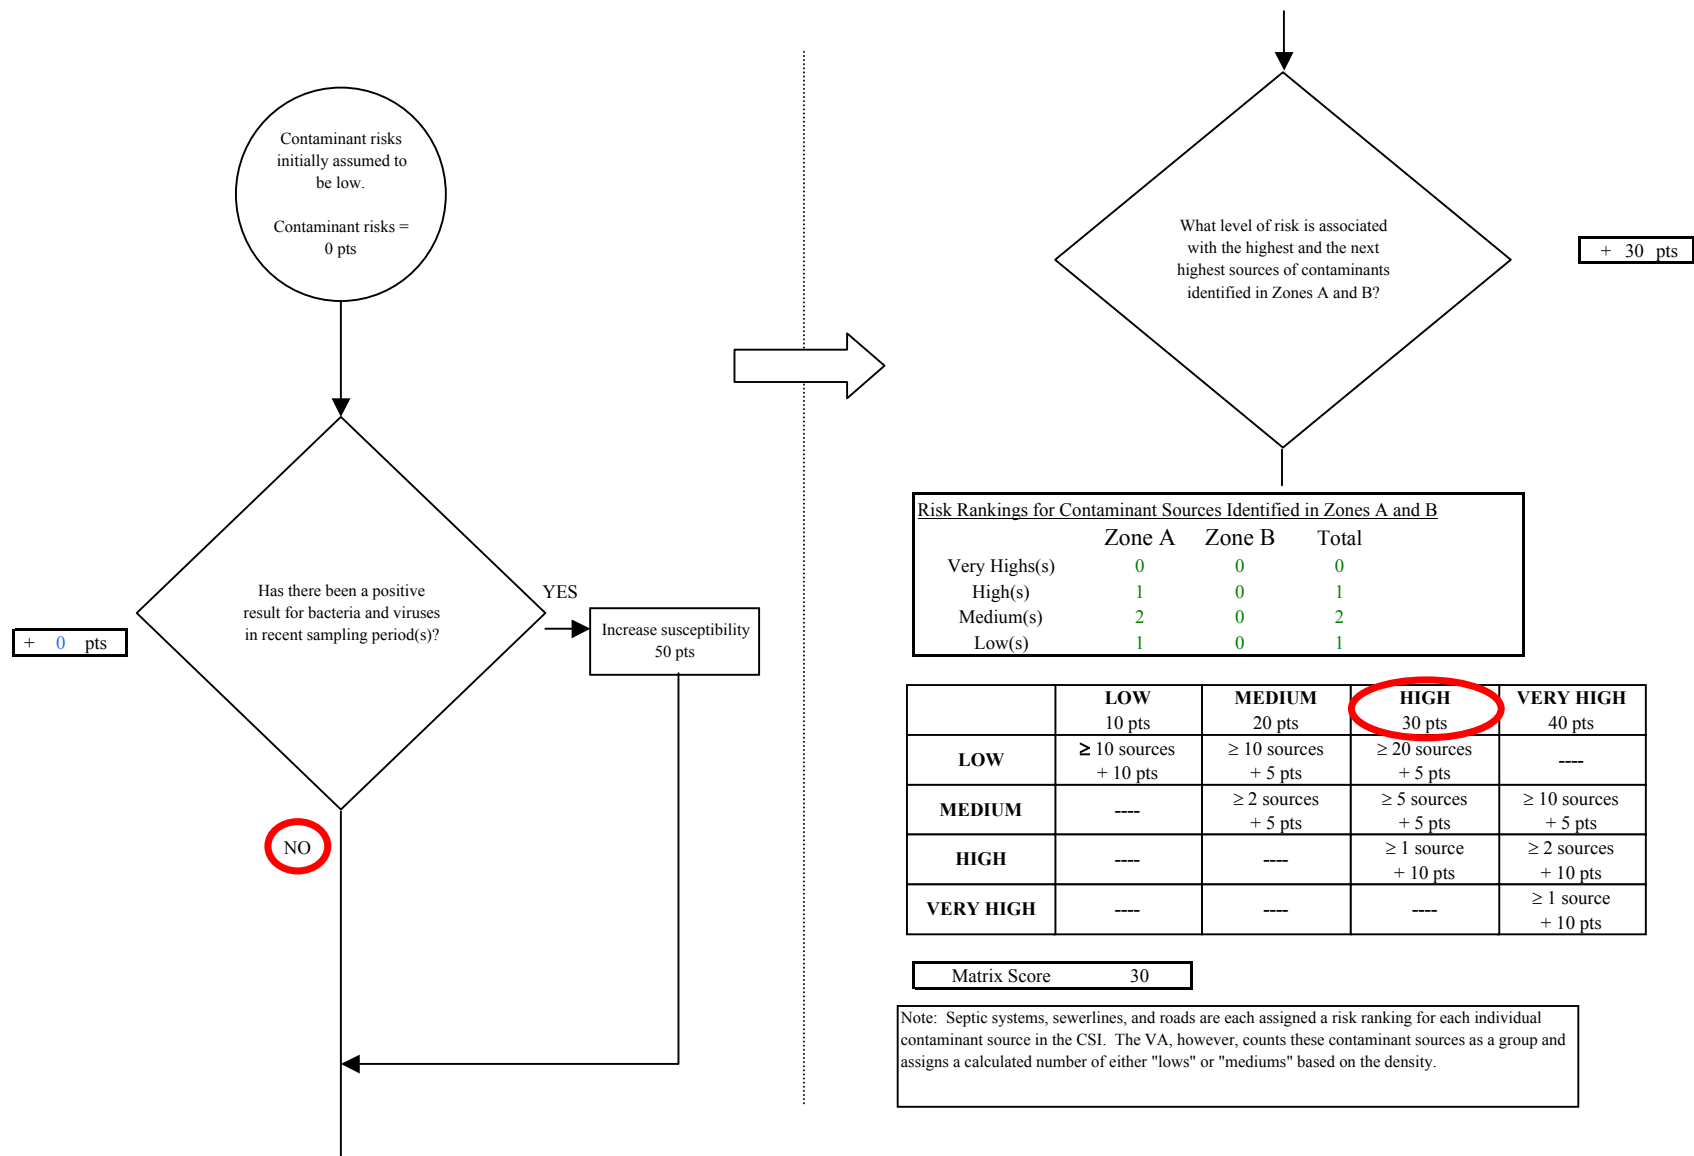 Contaminant risks
initially assumed to
be low.
Contaminant risks =
0 pts
Has there been a positive
result for bacteria and viruses
in recent sampling period(s)?
+ 0 pts
YES
Increase susceptibility
50 pts
NO
What level of risk is associated
with the highest and the next
highest sources of contaminants
identified in Zones A and B?
+ 30 pts
Risk Rankings for Contaminant Sources Identified in Zones A and B
Zone A Zone B Total
Very Highs(s) 0 0 0
High(s) 1 0 1
Medium(s) 2 0 2
Low(s) 1 0 1
LOW MEDIUM HIGH VERY HIGH
10 pts 20 pts 30 pts 40 pts
LOW ≥ 10 sources ≥ 10 sources ≥ 20 sources ----
+ 10 pts + 5 pts + 5 pts
MEDIUM ---- ≥ 2 sources ≥ 5 sources ≥ 10 sources
+ 5 pts + 5 pts + 5 pts
HIGH ---- ---- ≥ 1 source ≥ 2 sources
+ 10 pts + 10 pts
VERY HIGH ---- ---- ---- ≥ 1 source
+ 10 pts
Matrix Score 30
Note: Septic systems, sewerlines, and roads are each assigned a risk ranking for each individual
contaminant source in the CSI. The VA, however, counts these contaminant sources as a group and
assigns a calculated number of either "lows" or "mediums" based on the density.